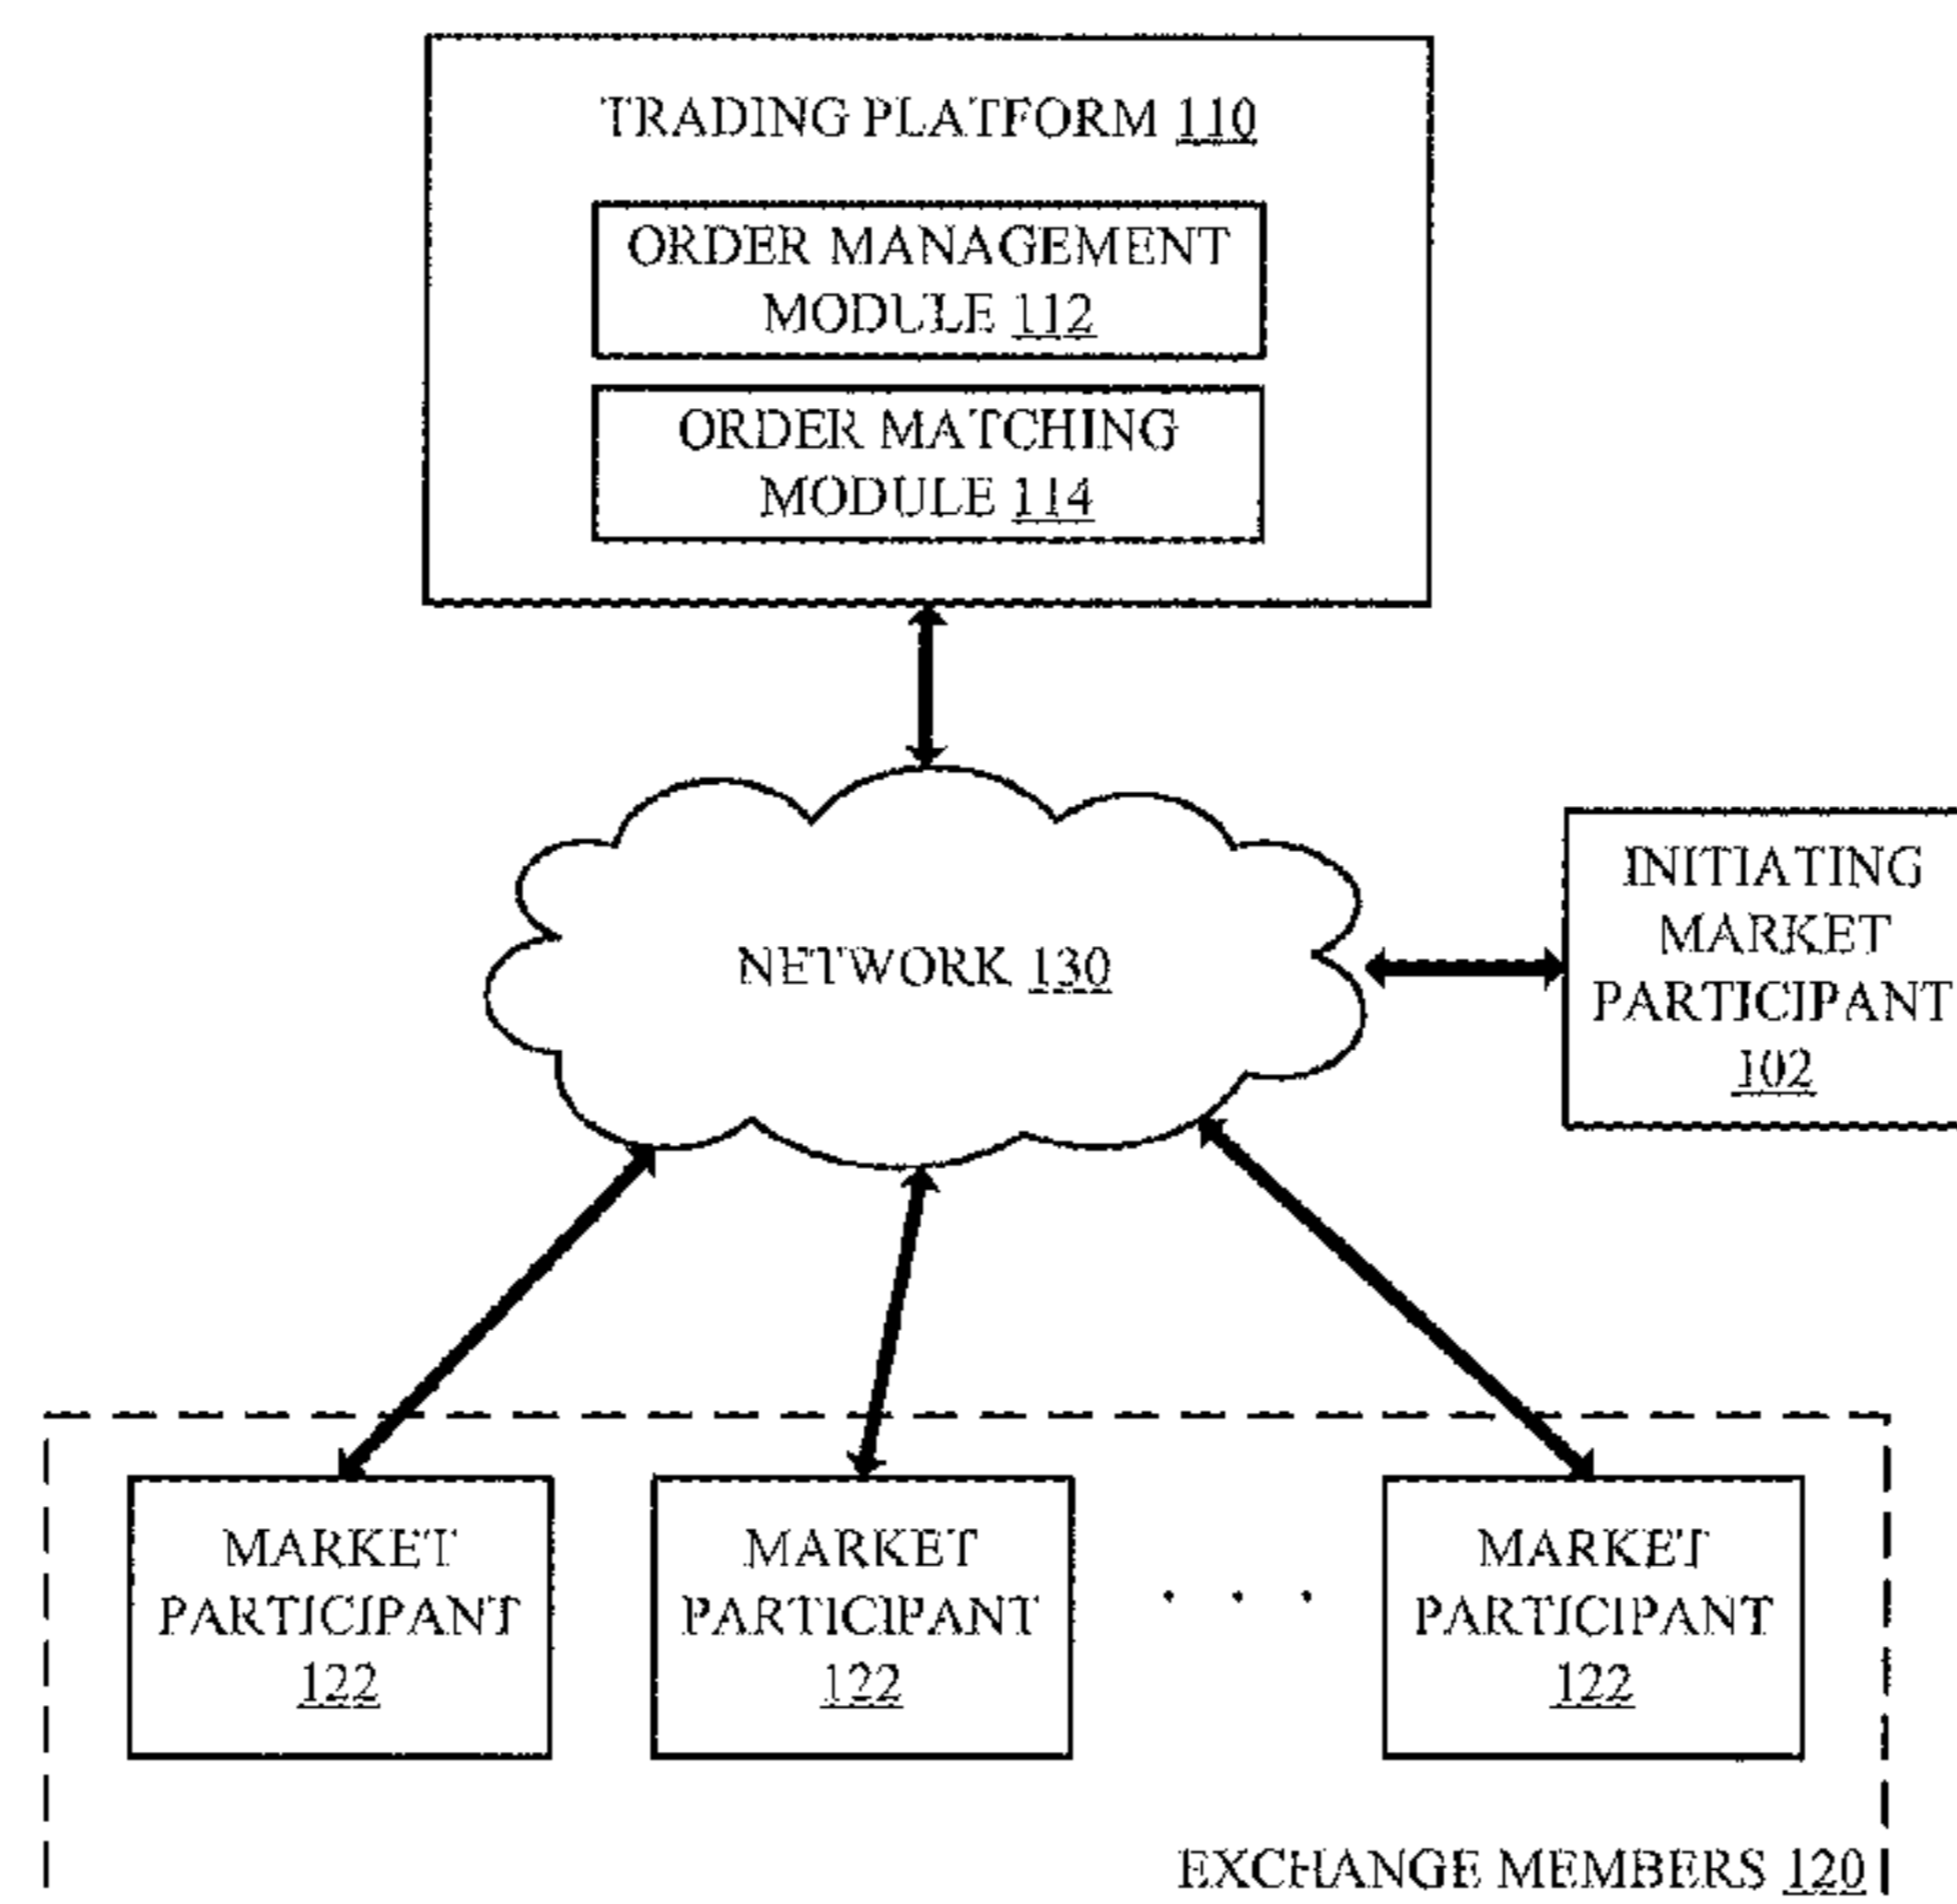 TRADING PLATFORM 110
ORDER MANAGEMENT
MODULE 112
ORDER MATCHING
MODULE 114
NETWORK 130
INITIATING
MARKET
PARTICIPANT
102
MARKET
PARTICIPANT
122
MARKET
PARTICIPANT
122
. . .
MARKET
PARTICIPANT
122
EXCHANGE MEMBERS 120